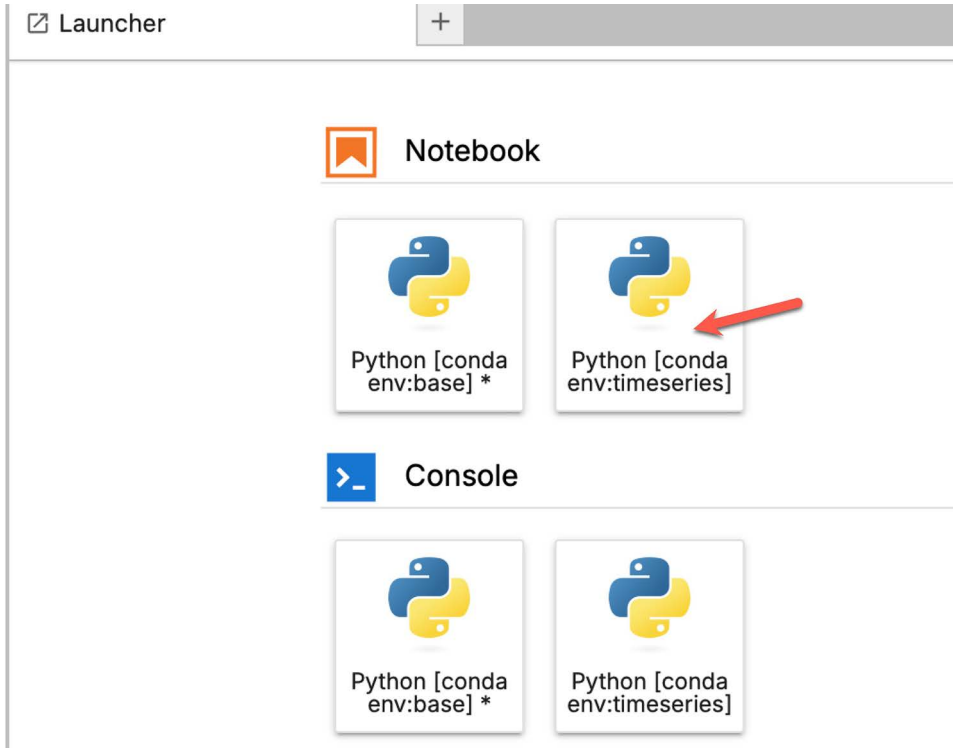 Launcher
+
Notebook
Python [conda
env:base] *
Python [conda
env:timeseries]
Console
Python [conda
env:base] *
Python [conda
env:timeseries]